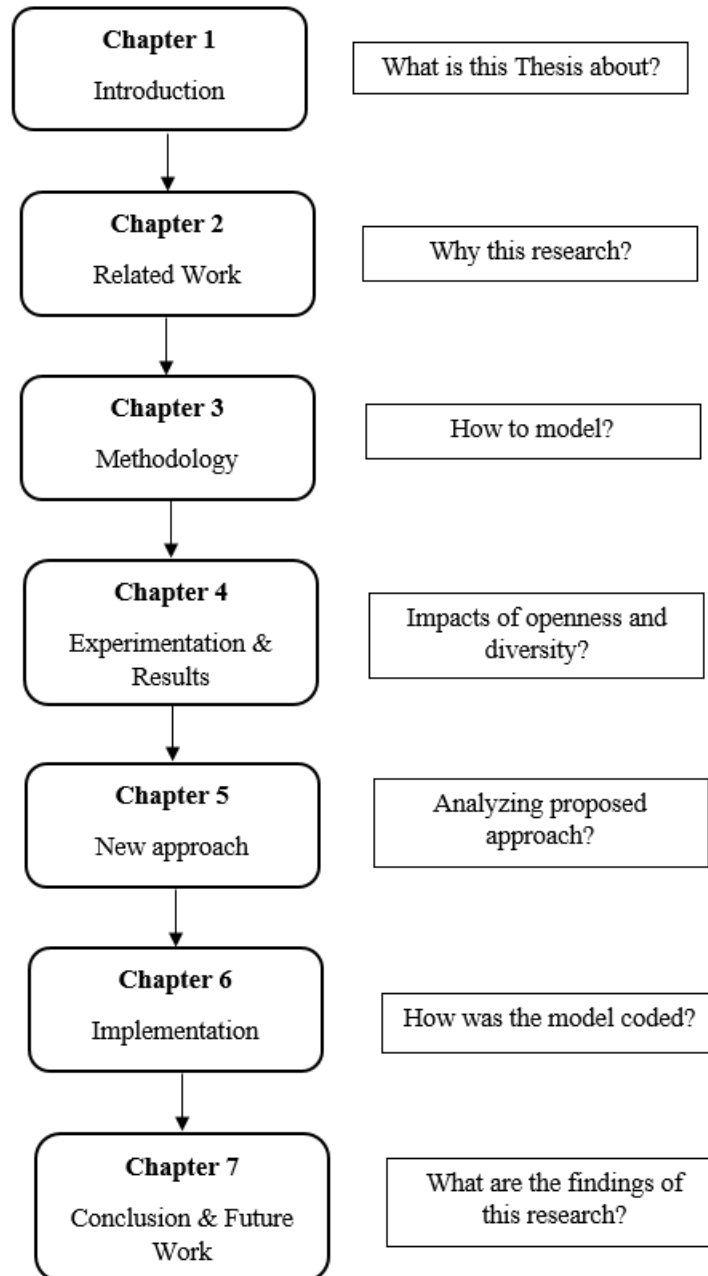 Chapter 1
Introduction
What is this Thesis about?
Chapter 2
Related Work
Why this research?
Chapter 3
Methodology
How to model?
Chapter 4
Experimentation &
Results
Impacts of openness and
diversity?
Chapter 5
New approach
Analyzing proposed
approach?
Chapter 6
Implementation
How was the model coded?
Chapter 7
Conclusion & Future
Work
What are the findings of
this research?